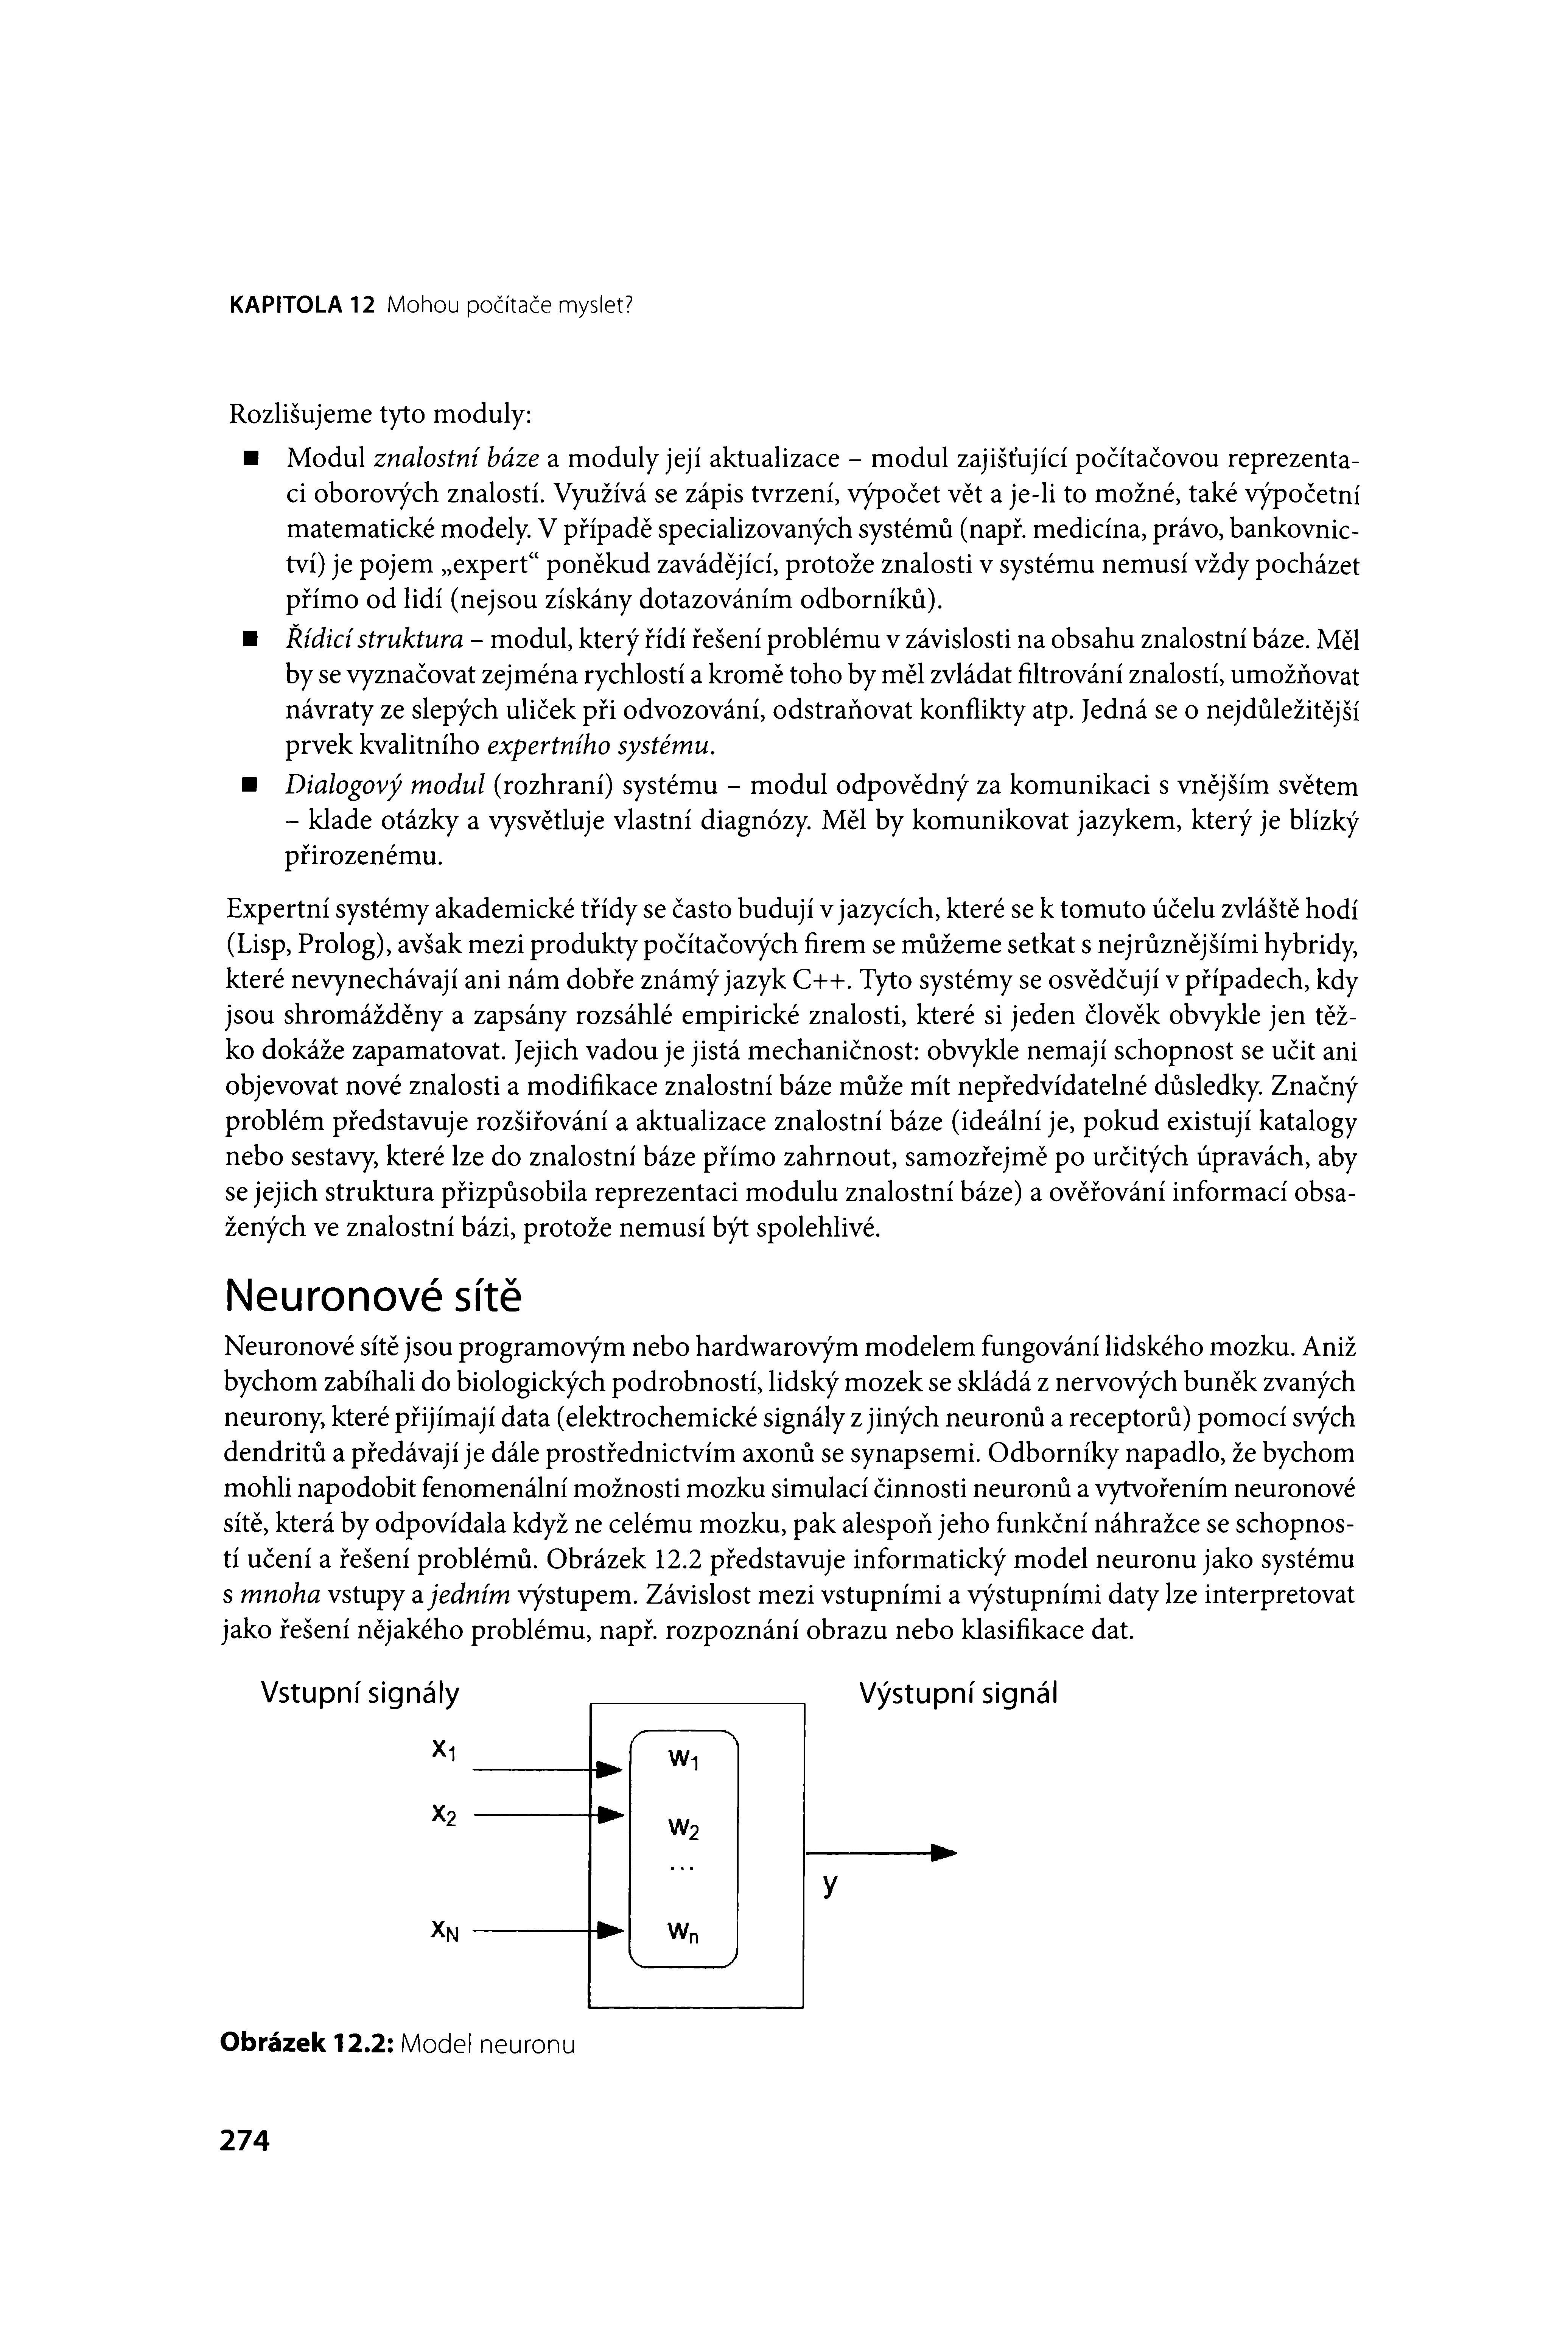 KAPITOLA 12 Mohou počítače myslet?
Rozlišujeme tyto moduly:
■ Modul znalostní báze a moduly její aktualizace – modul zajišťující počítačovou reprezenta-
ci oborových znalostí. Využívá se zápis tvrzení, výpočet vět a je-li to možné, také výpočetní
matematické modely. V případě specializovaných systémů (např. medicína, právo, bankovnic-
tví) je pojem „expert“ poněkud zavádějící, protože znalosti v systému nemusí vždy pocházet
přímo od lidí (nejsou získány dotazováním odborníků).
■ Řídicí struktura – modul, který řídí řešení problému v závislosti na obsahu znalostní báze. Měl
by se vyznačovat zejména rychlostí a kromě toho by měl zvládat filtrování znalostí, umožňovat
návraty ze slepých uliček při odvozování, odstraňovat konflikty atp. Jedná se o nejdůležitější
prvek kvalitního expertního systému.
■ Dialogový modul (rozhraní) systému – modul odpovědný za komunikaci s vnějším světem
– klade otázky a vysvětluje vlastní diagnózy. Měl by komunikovat jazykem, který je blízký
přirozenému.
Expertní systémy akademické třídy se často budují v jazycích, které se k tomuto účelu zvláště hodí
(Lisp, Prolog), avšak mezi produkty počítačových firem se můžeme setkat s nejrůznějšími hybridy,
které nevynechávají ani nám dobře známý jazyk C++. Tyto systémy se osvědčují v případech, kdy
jsou shromážděny a zapsány rozsáhlé empirické znalosti, které si jeden člověk obvykle jen těž-
ko dokáže zapamatovat. Jejich vadou je jistá mechaničnost: obvykle nemají schopnost se učit ani
objevovat nové znalosti a modifikace znalostní báze může mít nepředvídatelné důsledky. Značný
problém představuje rozšiřování a aktualizace znalostní báze (ideální je, pokud existují katalogy
nebo sestavy, které lze do znalostní báze přímo zahrnout, samozřejmě po určitých úpravách, aby
se jejich struktura přizpůsobila reprezentaci modulu znalostní báze) a ověřování informací obsa-
žených ve znalostní bázi, protože nemusí být spolehlivé.
Neuronové sítě
Neuronové sítě jsou programovým nebo hardwarovým modelem fungování lidského mozku. Aniž
bychom zabíhali do biologických podrobností, lidský mozek se skládá z nervových buněk zvaných
neurony, které přijímají data (elektrochemické signály z jiných neuronů a receptorů) pomocí svých
dendritů a předávají je dále prostřednictvím axonů se synapsemi. Odborníky napadlo, že bychom
mohli napodobit fenomenální možnosti mozku simulací činnosti neuronů a vytvořením neuronové
sítě, která by odpovídala když ne celému mozku, pak alespoň jeho funkční náhražce se schopnos-
tí učení a řešení problémů. Obrázek 12.2 představuje informatický model neuronu jako systému
s mnoha vstupy a jedním výstupem. Závislost mezi vstupními a výstupními daty lze interpretovat
jako řešení nějakého problému, např. rozpoznání obrazu nebo klasifikace dat.
Vstupní signály Výstupní signál
x1 w1
x2 w2
...
y
xN wn
Obrázek 12.2: Model neuronu
274